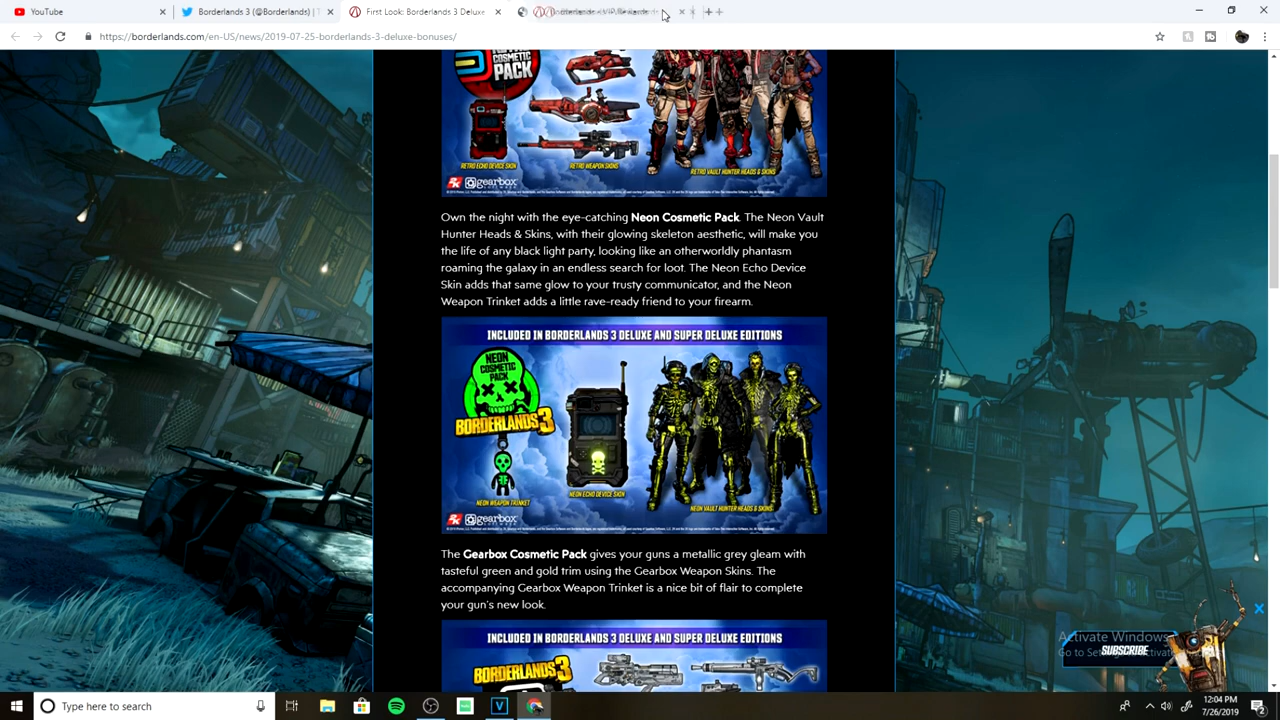 YouTube
Borderlands 3 (@Borderlands) | T
First Look: Borderlands 3 Deluxe
https://borderlands.com/en-US/news/2019-07-25-borderlands-3-deluxe-bonuses/
COSMETIC
PACK
RETRO ECHO DEVICE SKIN
RETRO WEAPON SKINS
RETRO VAULT HUNTER HEADS & SKINS
2K gearbox
SOFTWARE
Own the night with the eye-catching Neon Cosmetic Pack. The Neon Vault
Hunter Heads & Skins, with their glowing skeleton aesthetic, will make you
the life of any black light party, looking like an otherworldly phantasm
roaming the galaxy in an endless search for loot. The Neon Echo Device
Skin adds that same glow to your trusty communicator, and the Neon
Weapon Trinket adds a little rave-ready friend to your firearm.
INCLUDED IN BORDERLANDS 3 DELUXE AND SUPER DELUXE EDITIONS
NEON
COSMETIC
PACK
BORDERLANDS 3
NEON WEAPON TRINKET
NEON ECHO DEVICE SKIN
NEON VAULT HUNTER HEADS & SKINS
2K gearbox
SOFTWARE
The Gearbox Cosmetic Pack gives your guns a metallic grey gleam with
tasteful green and gold trim using the Gearbox Weapon Skins. The
accompanying Gearbox Weapon Trinket is a nice bit of flair to complete
your gun's new look.
INCLUDED IN BORDERLANDS 3 DELUXE AND SUPER DELUXE EDITIONS
BORDERLANDS 3
Activate Windows
SUBSCRIBE
Type here to search
12:04 PM
7/26/2019
2